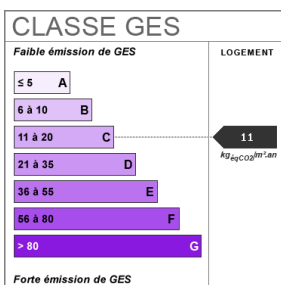 CLASSE GES
Faible émission de GES
LOGEMENT
≤ 5 A
6 à 10 B
11 à 20 C
11
kgéqCO2/m².an
21 à 35 D
36 à 55 E
56 à 80 F
> 80 G
Forte émission de GES